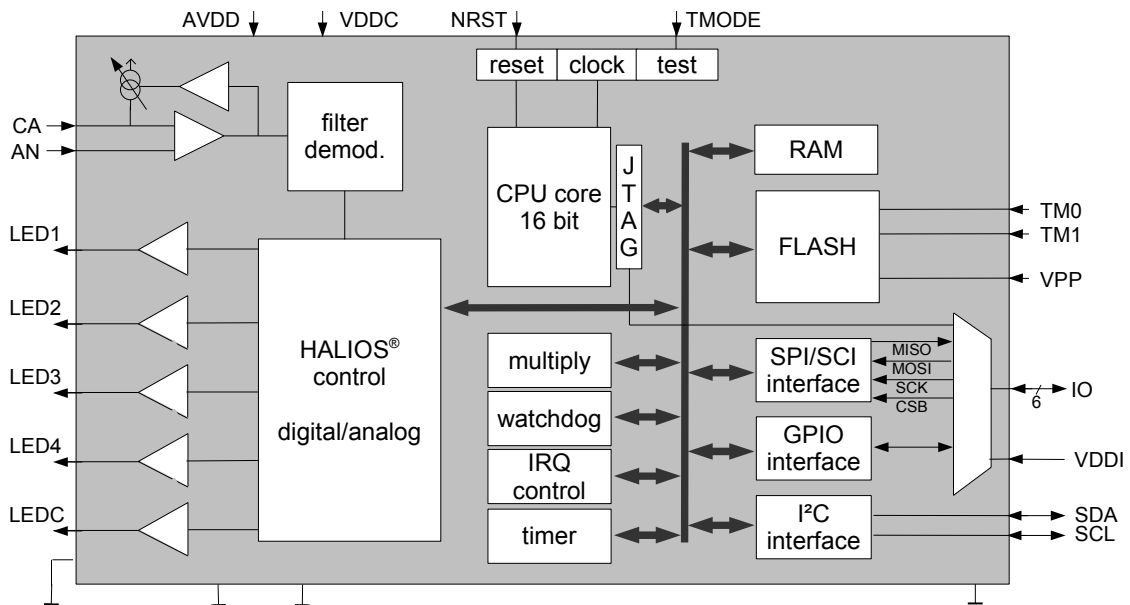 AVDD
VDDC
NRST
TMODE
reset
clock
test
CA
AN
filter
demod.
CPU core
16 bit
J
T
A
G
RAM
FLASH
TM0
TM1
VPP
LED1
LED2
LED3
LED4
LEDC
HALIOS®
control
digital/analog
multiply
watchdog
IRQ
control
timer
SPI/SCI
interface
MISO
MOSI
SCK
CSB
GPIO
interface
I²C
interface
6
IO
VDDI
SDA
SCL